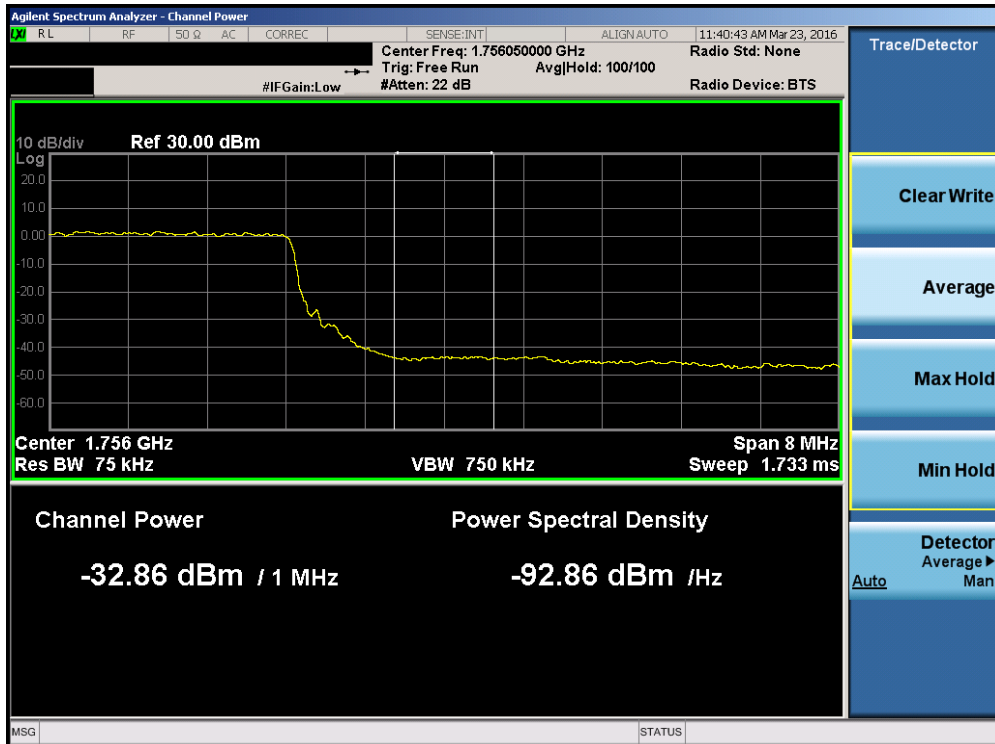 Agilent Spectrum Analyzer - Channel Power
LXI RL RF 50 Ω AC CORREC SENSE:INT ALIGN AUTO 11:40:43 AM Mar 23, 2016
Center Freq: 1.756050000 GHz Radio Std: None
Trig: Free Run Avg|Hold: 100/100
#IFGain:Low #Atten: 22 dB Radio Device: BTS
10 dB/div Ref 30.00 dBm
Log
20.0
10.0
0.00
-10.0
-20.0
-30.0
-40.0
-50.0
-60.0
Center 1.756 GHz Span 8 MHz
Res BW 75 kHz VBW 750 kHz Sweep 1.733 ms
Channel Power Power Spectral Density
-32.86 dBm / 1 MHz -92.86 dBm /Hz
Trace/Detector
Clear Write
Average
Max Hold
Min Hold
Detector
Average▶
Auto Man
MSG STATUS